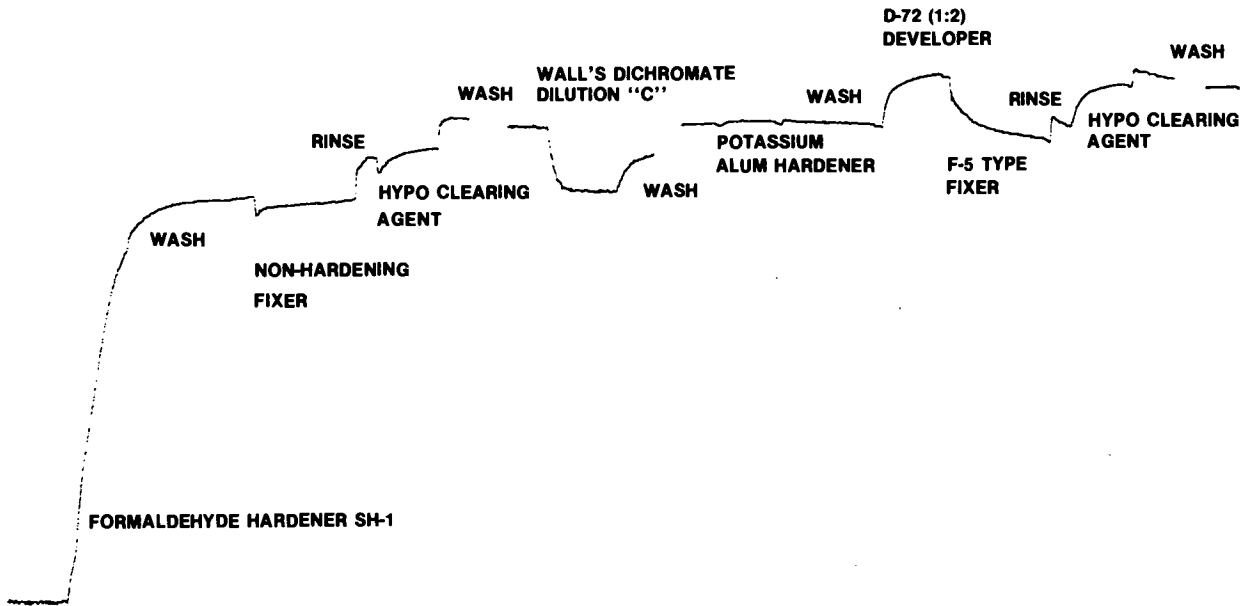 D-72 (1:2)
DEVELOPER
WASH
WALL'S DICHROMATE
DILUTION "C"
WASH
WASH
RINSE
HYPO CLEARING
AGENT
RINSE
POTASSIUM
ALUM HARDENER
F-5 TYPE
FIXER
HYPO CLEARING
AGENT
WASH
WASH
NON-HARDENING
FIXER
FORMALDEHYDE HARDENER SH-1